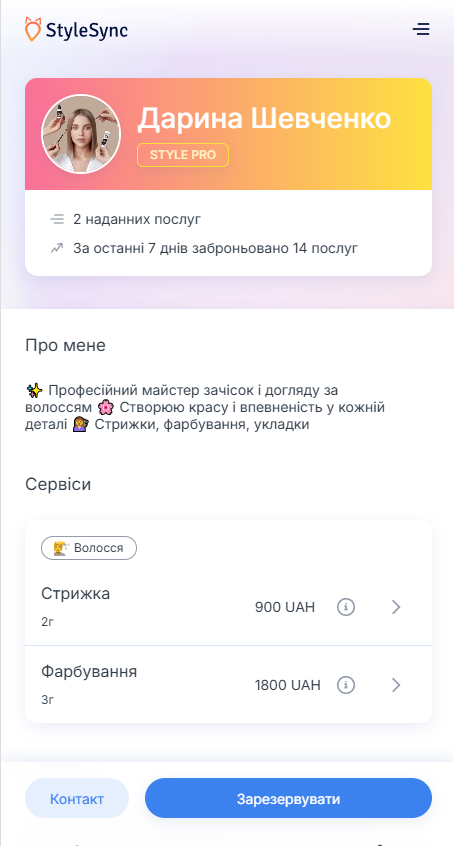 StyleSync
Дарина Шевченко
STYLE PRO
2 наданних послуг
За останні 7 днів заброньовано 14 послуг
Про мене
✨ Професійний майстер зачісок і догляду за
волоссям 🌸 Створюю красу і впевненість у кожній
деталі 💇‍♀️ Стрижки, фарбування, укладки
Сервіси
Волосся
Стрижка
900 UAH
2г
Фарбування
1800 UAH
3г
Контакт
Зарезервувати